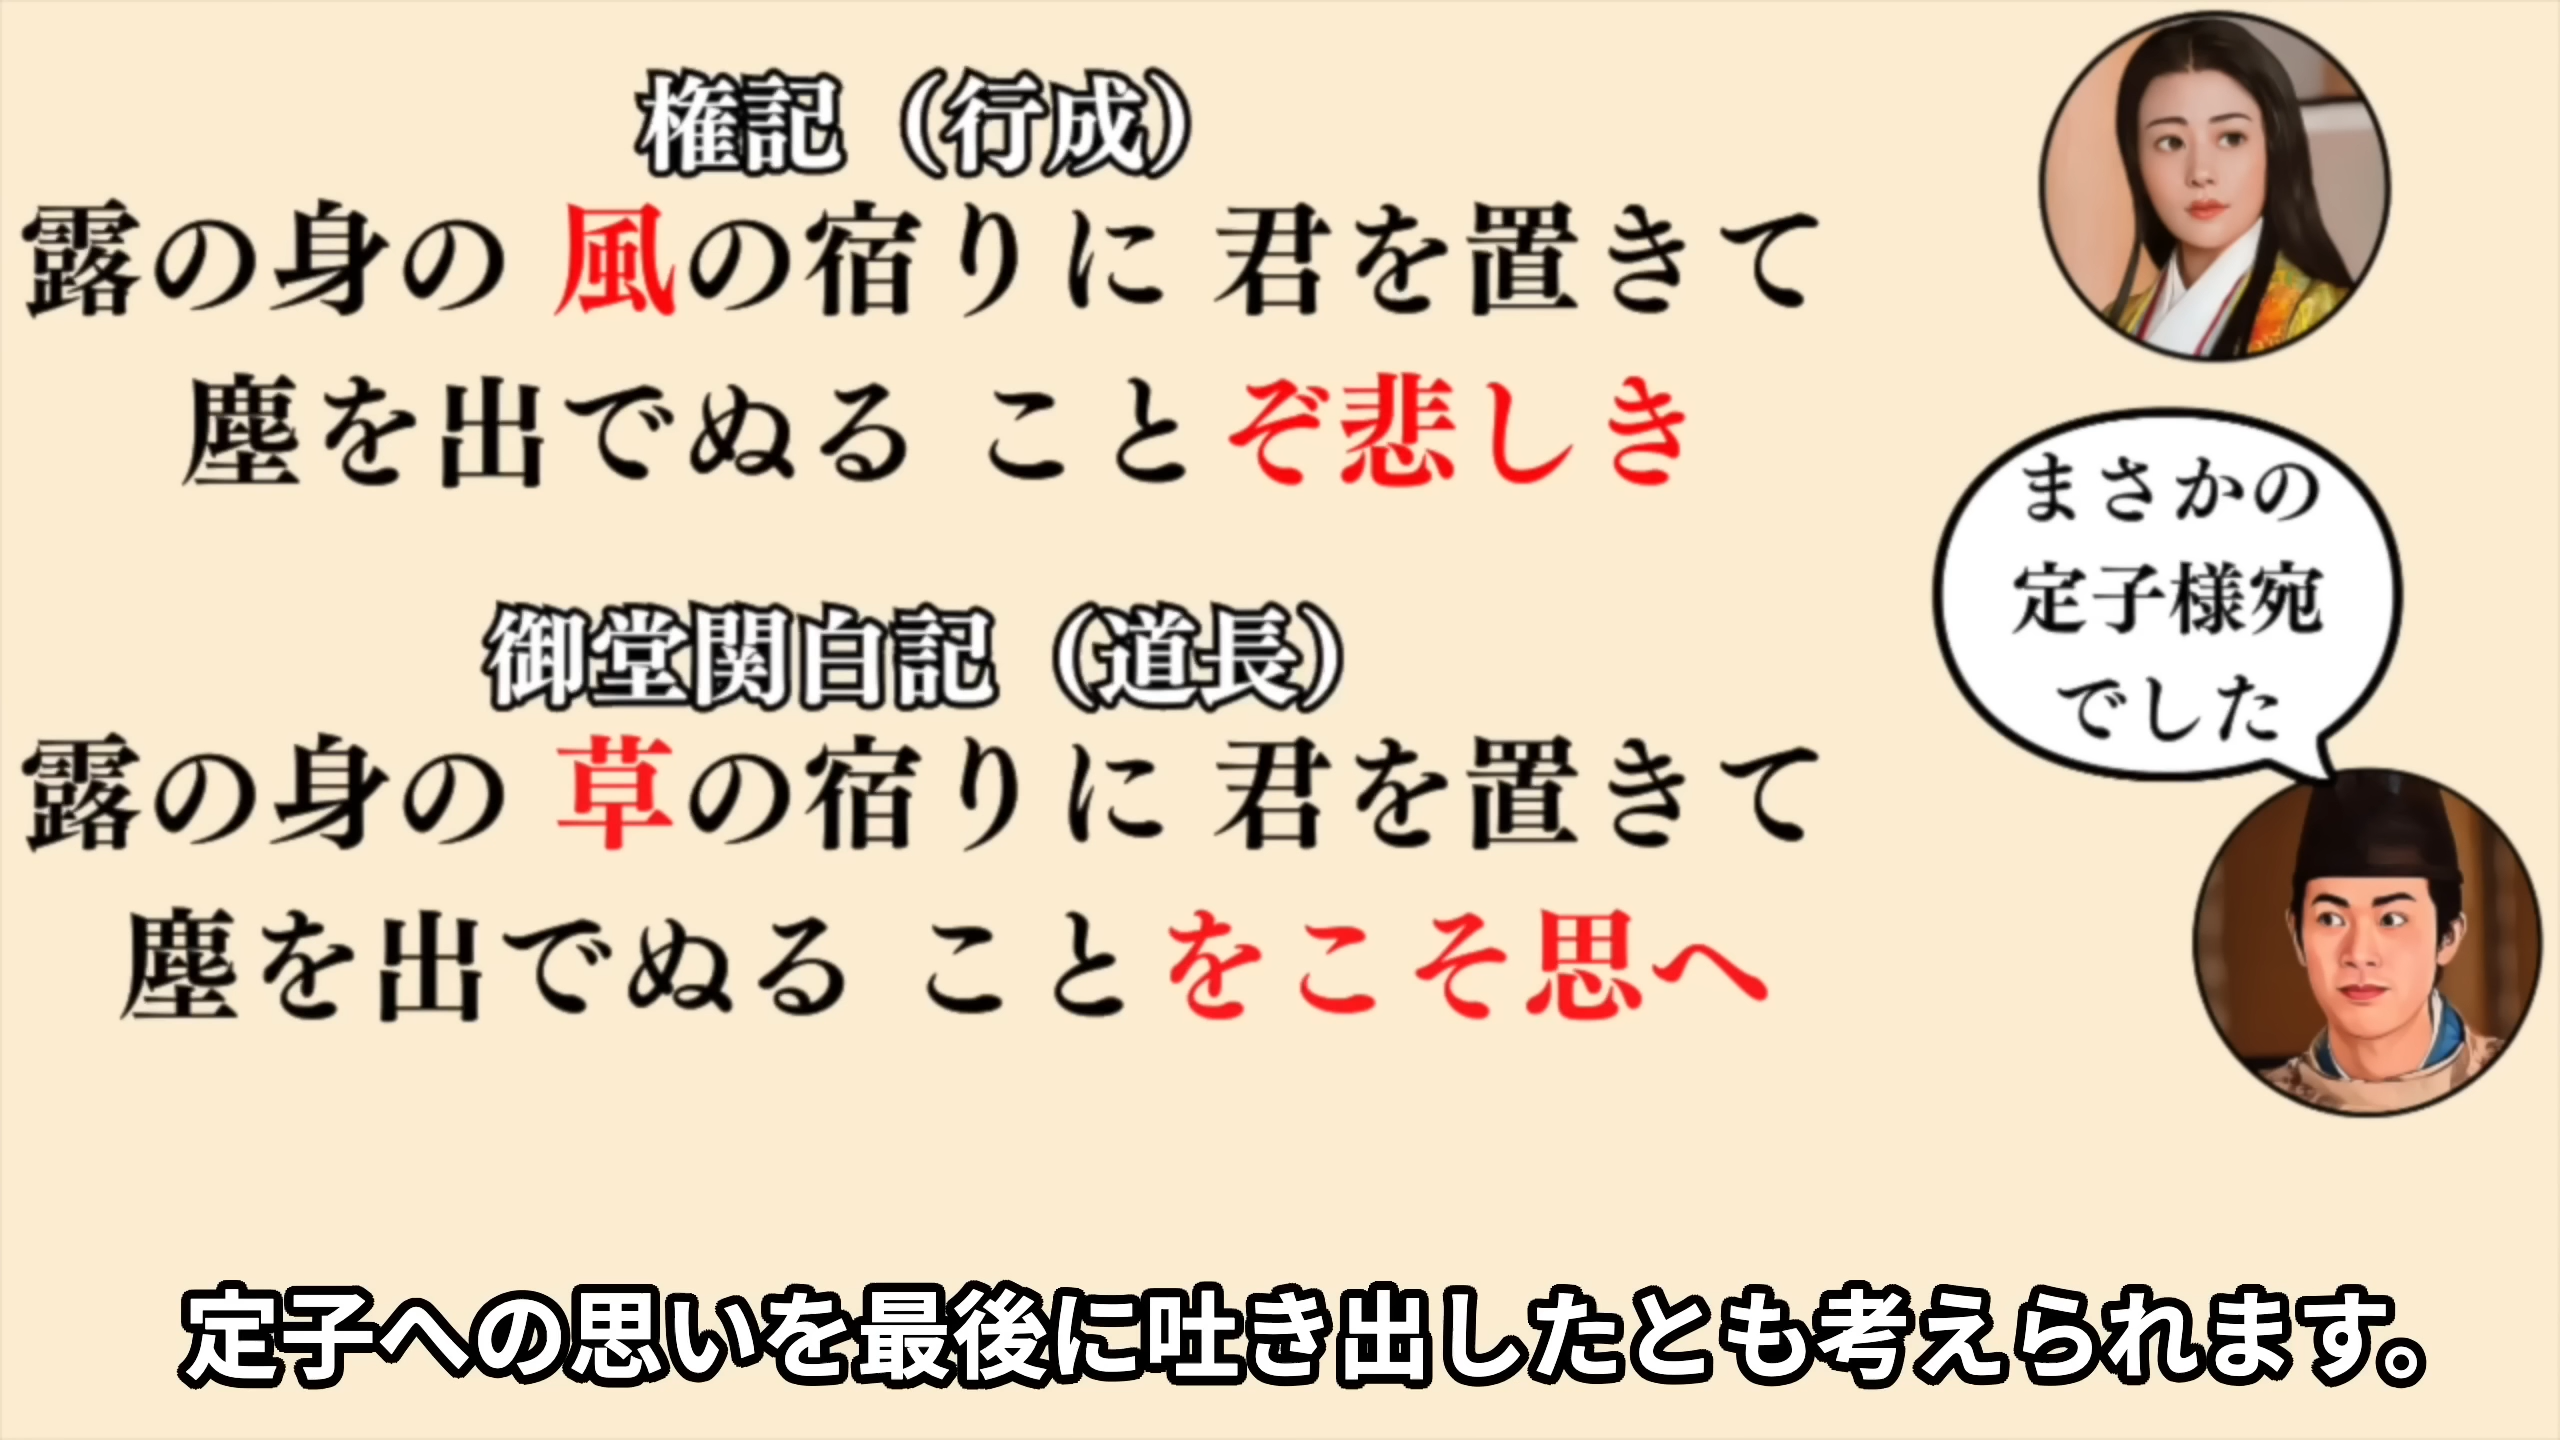 権記（行成）
露の身の 風の宿りに 君を置きて
塵を出でぬる ことぞ悲しき
御堂関白記（道長）
露の身の 草の宿りに 君を置きて
塵を出でぬる ことをこそ思へ
まさかの
定子様宛
でした
定子への思いを最後に吐き出したとも考えられます。